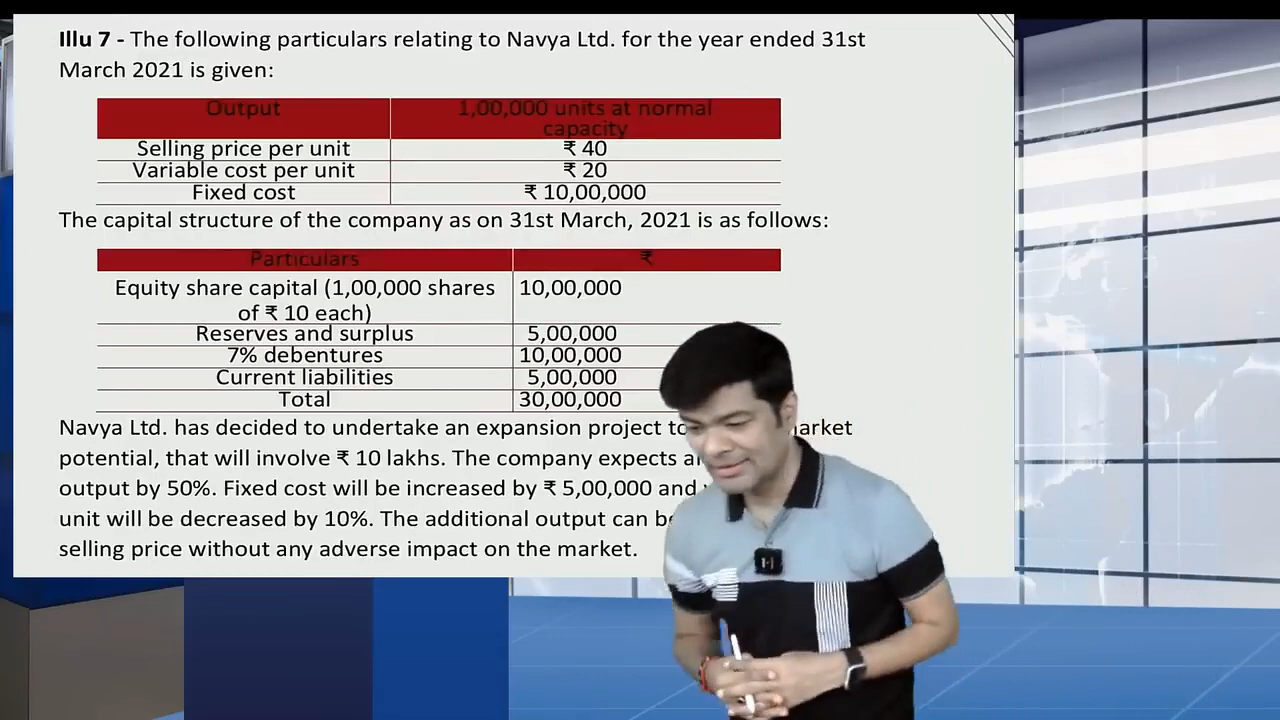 Illu 7 - The following particulars relating to Navya Ltd. for the year ended 31st
March 2021 is given:
Output 1,00,000 units at normal
capacity
Selling price per unit ₹ 40
Variable cost per unit ₹ 20
Fixed cost ₹ 10,00,000
The capital structure of the company as on 31st March, 2021 is as follows:
Particulars ₹
Equity share capital (1,00,000 shares 10,00,000
of ₹ 10 each)
Reserves and surplus 5,00,000
7% debentures 10,00,000
Current liabilities 5,00,000
Total 30,00,000
Navya Ltd. has decided to undertake an expansion project
potential, that will involve ₹ 10 lakhs. The company expects
output by 50%. Fixed cost will be increased by ₹ 5,00,000 and
unit will be decreased by 10%. The additional output can
selling price without any adverse impact on the market.